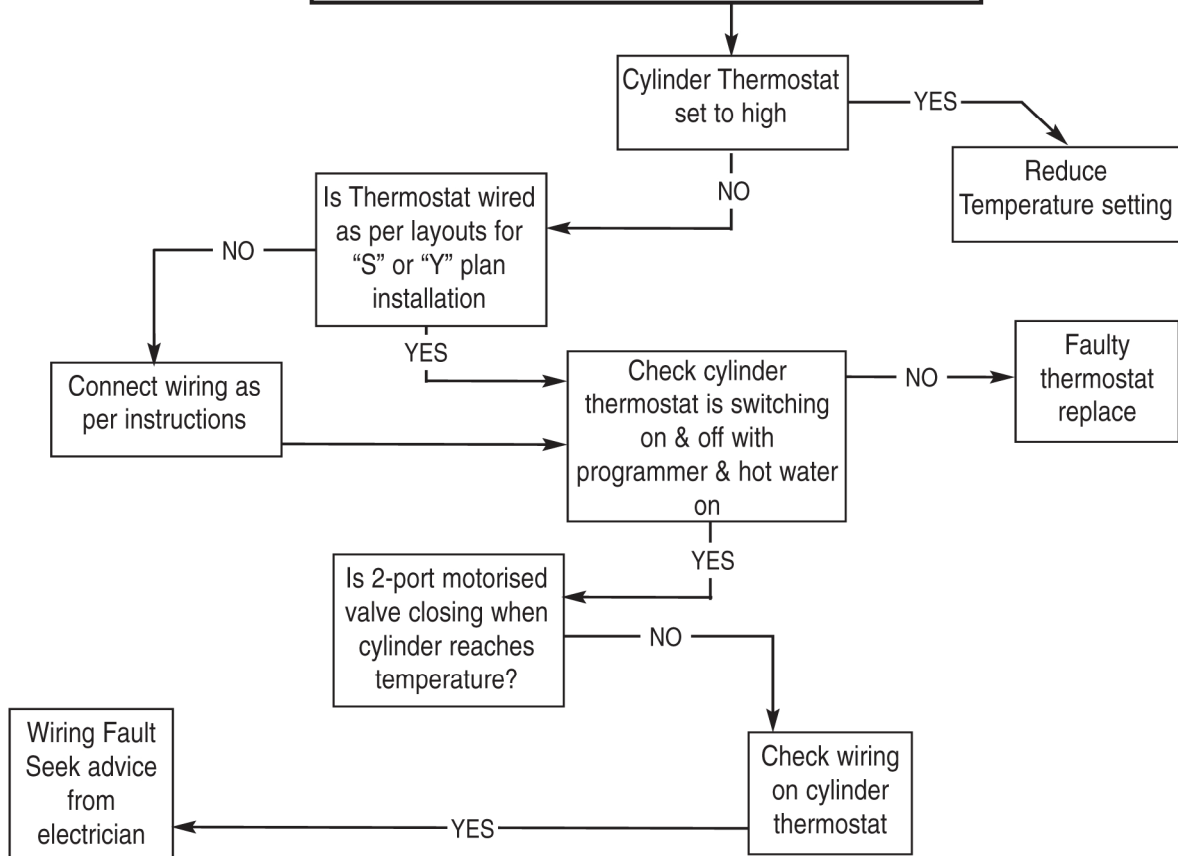 Cylinder Thermostat
set to high
YES
Reduce
Temperature setting
NO
Is Thermostat wired
as per layouts for
“S” or “Y” plan
installation
NO
Connect wiring as
per instructions
YES
Check cylinder
thermostat is switching
on & off with
programmer & hot water
on
NO
Faulty
thermostat
replace
YES
Is 2-port motorised
valve closing when
cylinder reaches
temperature?
NO
Check wiring
on cylinder
thermostat
YES
Wiring Fault
Seek advice
from
electrician